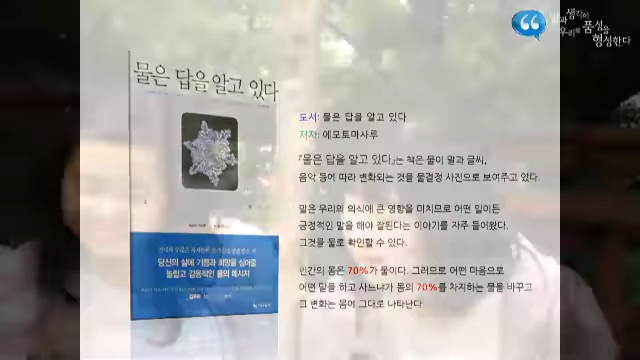 말과 생각이
우리의 품성을
형성한다
물은 답을 알고 있다
당신의 삶에 기쁨과 희망을 심어줄
놀랍고 감동적인 물의 메시지
도서: 물은 답을 알고 있다
저자: 에모토마사루
『물은 답을 알고 있다』는 책은 물이 말과 글씨,
음악 등에 따라 변화되는 것을 물결정 사진으로 보여주고 있다.
말은 우리의 의식에 큰 영향을 미치므로 어떤 일이든
긍정적인 말을 해야 잘된다는 이야기를 자주 들어왔다.
그것을 물로 확인할 수 있다.
인간의 몸은 70%가 물이다. 그러므로 어떤 마음으로
어떤 말을 하고 사느냐가 몸의 70%를 차지하는 물을 바꾸고
그 변화는 몸에 그대로 나타난다.